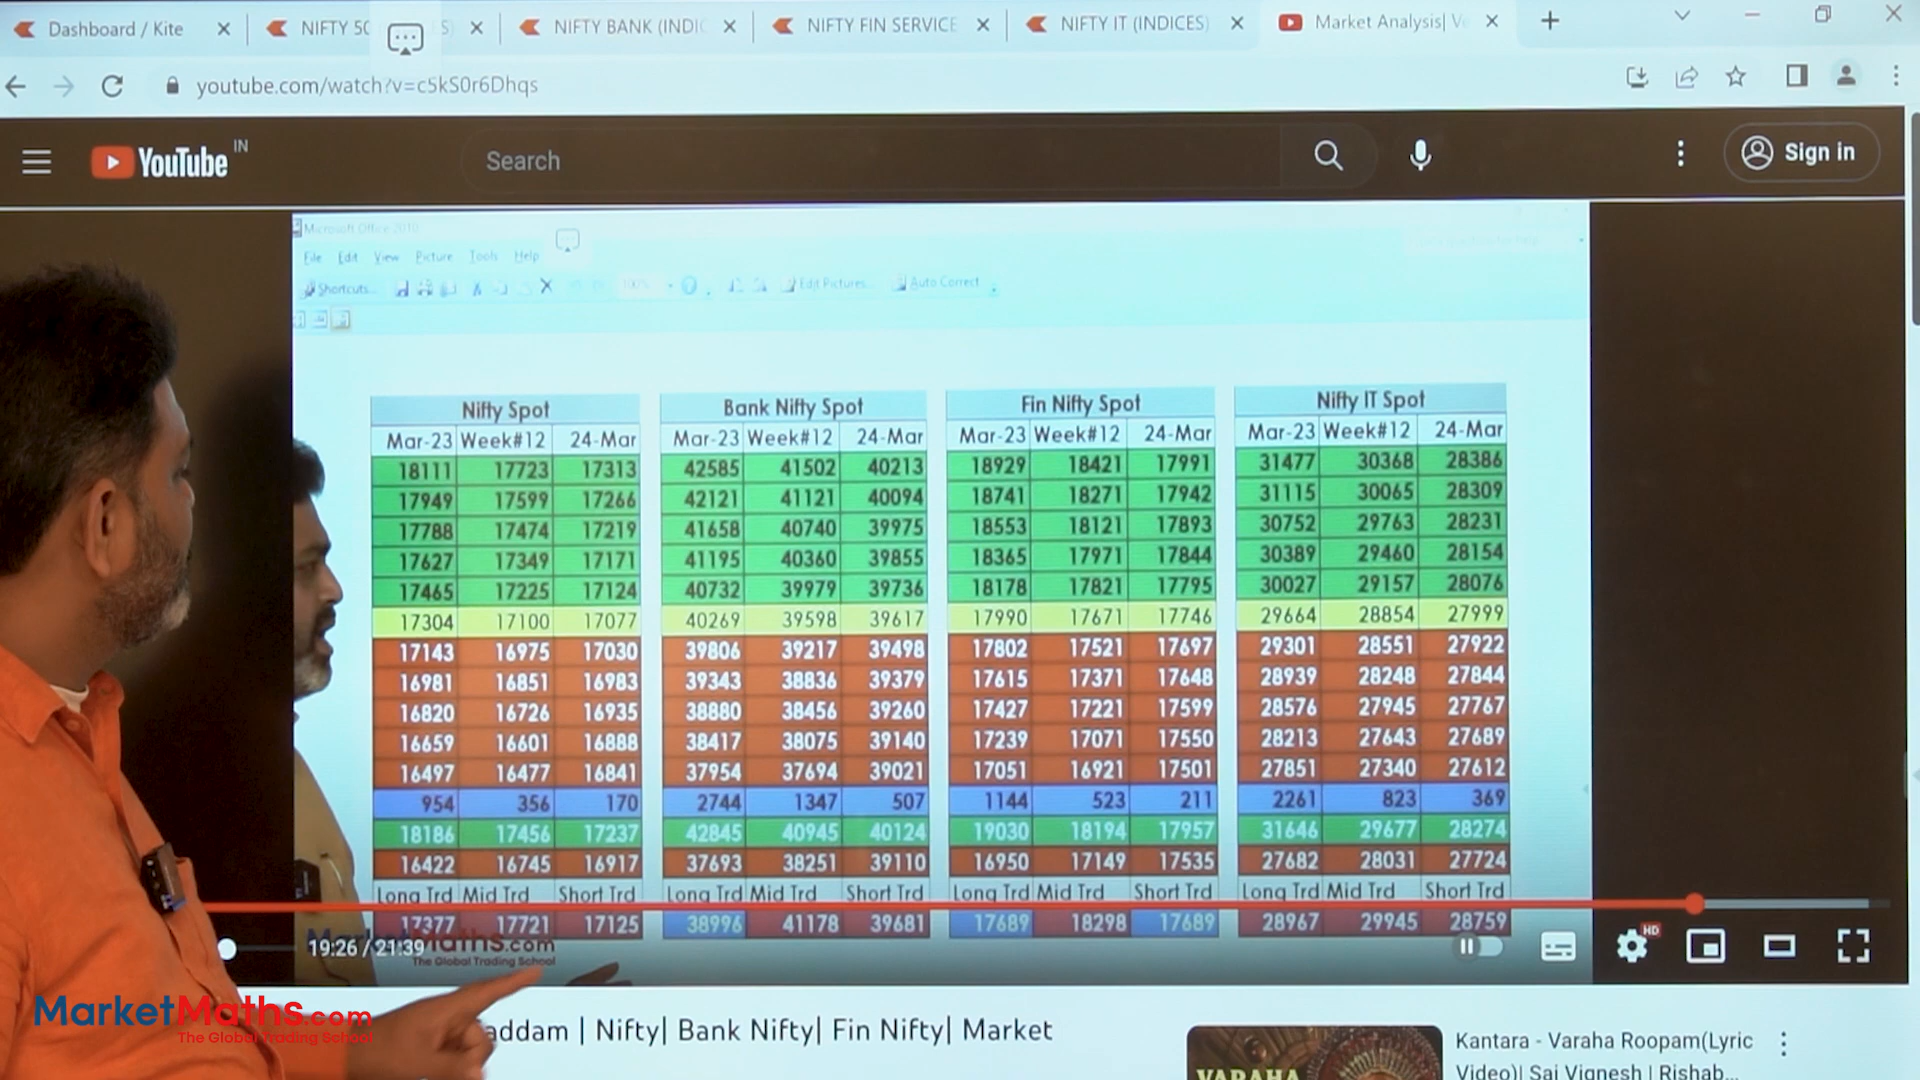 Dashboard / Kite
NIFTY 50
NIFTY BANK (INDIC
NIFTY FIN SERVICE
NIFTY IT (INDICES)
Market Analysis| Ve
youtube.com/watch?v=c5kS0r6Dhqs
YouTube IN
Search
Sign in
Microsoft Office 2010
File Edit View Picture Tools Help
Shortcuts... 100% Edit Pictures... Auto Correct
Nifty Spot Bank Nifty Spot Fin Nifty Spot Nifty IT Spot
Mar-23 Week#12 24-Mar Mar-23 Week#12 24-Mar Mar-23 Week#12 24-Mar Mar-23 Week#12 24-Mar
18111 17723 17313 42585 41502 40213 18929 18421 17991 31477 30368 28386
17949 17599 17266 42121 41121 40094 18741 18271 17942 31115 30065 28309
17788 17474 17219 41658 40740 39975 18553 18121 17893 30752 29763 28231
17627 17349 17171 41195 40360 39855 18365 17971 17844 30389 29460 28154
17465 17225 17124 40732 39979 39736 18178 17821 17795 30027 29157 28076
17304 17100 17077 40269 39598 39617 17990 17671 17746 29664 28854 27999
17143 16975 17030 39806 39217 39498 17802 17521 17697 29301 28551 27922
16981 16851 16983 39343 38836 39379 17615 17371 17648 28939 28248 27844
16820 16726 16935 38880 38456 39260 17427 17221 17599 28576 27945 27767
16659 16601 16888 38417 38075 39140 17239 17071 17550 28213 27643 27689
16497 16477 16841 37954 37694 39021 17051 16921 17501 27851 27340 27612
954 356 170 2744 1347 507 1144 523 211 2261 823 369
18186 17456 17237 42845 40945 40124 19030 18194 17957 31646 29677 28274
16422 16745 16917 37693 38251 39110 16950 17149 17535 27682 28031 27724
Long Trd Mid Trd Short Trd Long Trd Mid Trd Short Trd Long Trd Mid Trd Short Trd Long Trd Mid Trd Short Trd
17377 17721 17125 38996 41178 39681 17689 18298 17689 28967 29945 28759
19:26 / 21:39
MarketMaths.com
The Global Trading School
HD
MarketMaths.com
The Global Trading School
addam | Nifty| Bank Nifty| Fin Nifty| Market
Kantara - Varaha Roopam(Lyric
Video)| Sai Vignesh | Rishab...
VARAHA